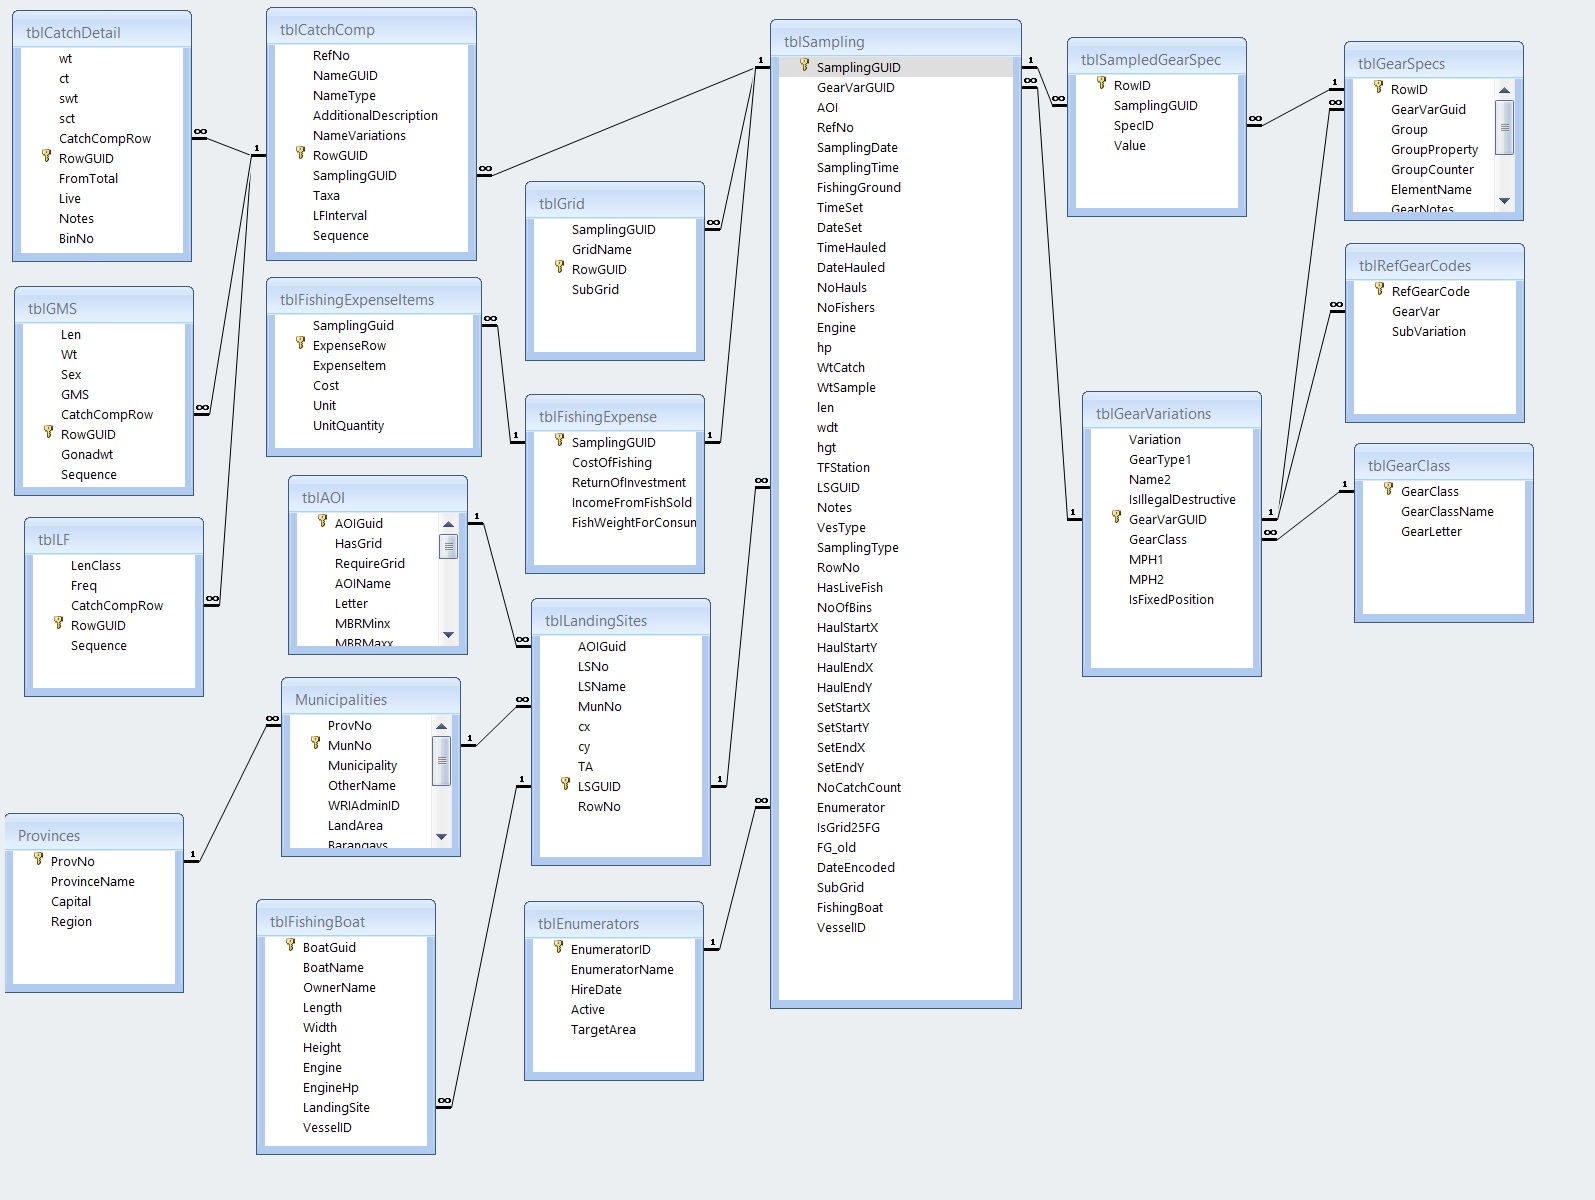 tblCatchDetail
wt
ct
swt
sct
CatchCompRow
RowGUID
FromTotal
Live
Notes
BinNo
tblCatchComp
RefNo
NameGUID
NameType
AdditionalDescription
NameVariations
RowGUID
SamplingGUID
Taxa
LFInterval
Sequence
tblGMS
Len
Wt
Sex
GMS
CatchCompRow
RowGUID
Gonadwt
Sequence
tblLF
LenClass
Freq
CatchCompRow
RowGUID
Sequence
tblFishingExpenseItems
SamplingGuid
ExpenseRow
ExpenseItem
Cost
Unit
UnitQuantity
tblGrid
SamplingGUID
GridName
RowGUID
SubGrid
tblFishingExpense
SamplingGUID
CostOfFishing
ReturnOfInvestment
IncomeFromFishSold
FishWeightForConsun
tblAOI
AOIGuid
HasGrid
RequireGrid
AOIName
Letter
MBRMinx
MBRMaxx
tblLandingSites
AOIGuid
LSNo
LSName
MunNo
cx
cy
TA
LSGUID
RowNo
Municipalities
ProvNo
MunNo
Municipality
OtherName
WRIAdminID
LandArea
Barangays
Provinces
ProvNo
ProvinceName
Capital
Region
tblFishingBoat
BoatGuid
BoatName
OwnerName
Length
Width
Height
Engine
EngineHp
LandingSite
VesselID
tblEnumerators
EnumeratorID
EnumeratorName
HireDate
Active
TargetArea
tblSampling
SamplingGUID
GearVarGUID
AOI
RefNo
SamplingDate
SamplingTime
FishingGround
TimeSet
DateSet
TimeHauled
DateHauled
NoHauls
NoFishers
Engine
hp
WtCatch
WtSample
len
wdt
hgt
TFStation
LSGUID
Notes
VesType
SamplingType
RowNo
HasLiveFish
NoOfBins
HaulStartX
HaulStartY
HaulEndX
HaulEndY
SetStartX
SetStartY
SetEndX
SetEndY
NoCatchCount
Enumerator
IsGrid25FG
FG_old
DateEncoded
SubGrid
FishingBoat
VesselID
tblSampledGearSpec
RowID
SamplingGUID
SpecID
Value
tblGearSpecs
RowID
GearVarGuid
Group
GroupProperty
GroupCounter
ElementName
GearNotes
tblRefGearCodes
RefGearCode
GearVar
SubVariation
tblGearVariations
Variation
GearType1
Name2
IsIllegalDestructive
GearVarGUID
GearClass
MPH1
MPH2
IsFixedPosition
tblGearClass
GearClass
GearClassName
GearLetter